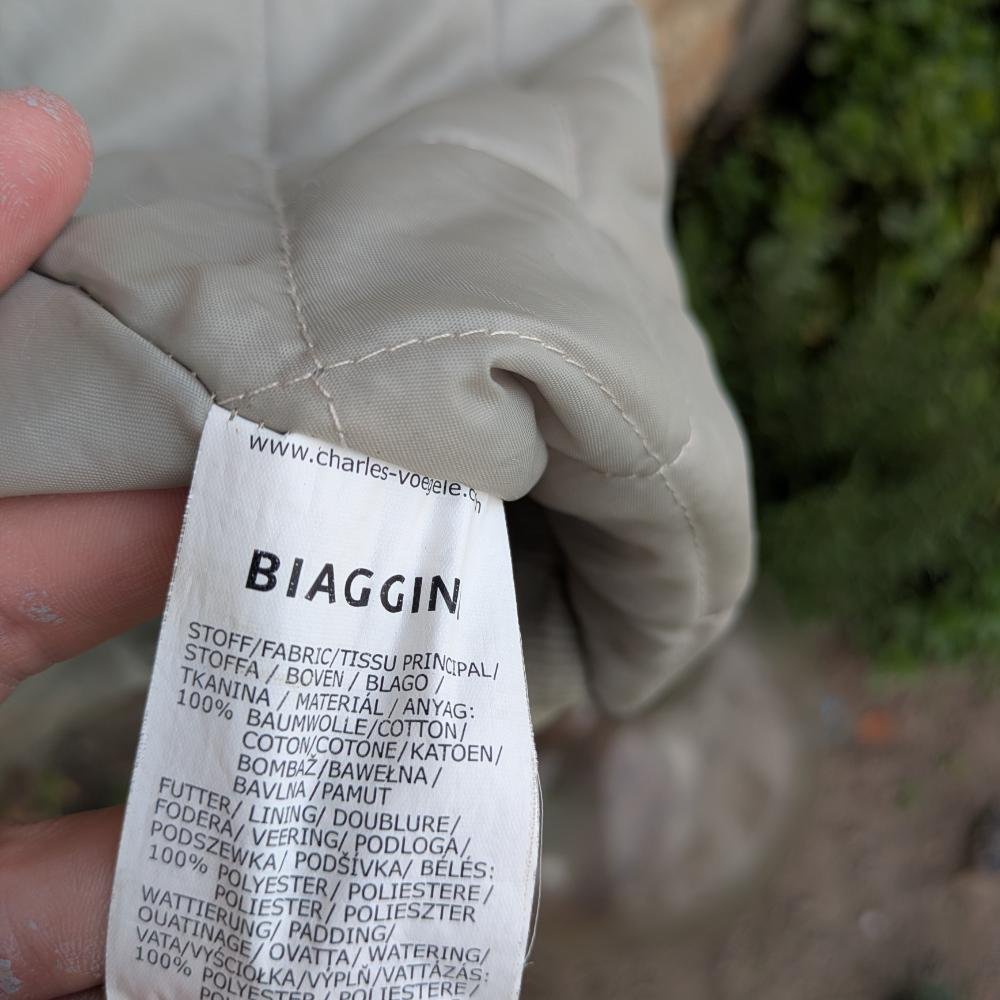 www.charles-voegele.ch
BIAGGINI
STOFF/FABRIC/TISSU PRINCIPAL/
STOFFA / BOVEN / BLAGO /
TKANINA / MATERIÁL / ANYAG:
100% BAUMWOLLE/COTTON/
COTON/COTONE/KATOEN/
BOMBAŽ/BAWEŁNA/
BAVLNA/PAMUT
FUTTER/ LINING/ DOUBLURE/
FODERA/ VEERING/ PODLOGA/
PODSZEWKA/ PODŠÍVKA/ BÉLÉS:
100% POLYESTER/ POLIESTERE/
POLIESTER/ POLIESZTER
WATTIERUNG/ PADDING/
OUATINAGE/ OVATTA/ WATERING/
VATA/VYŚCIÓŁKA/VÝPLŇ/VATTÁZÁS:
100% POLYESTER / POLIESTERE /